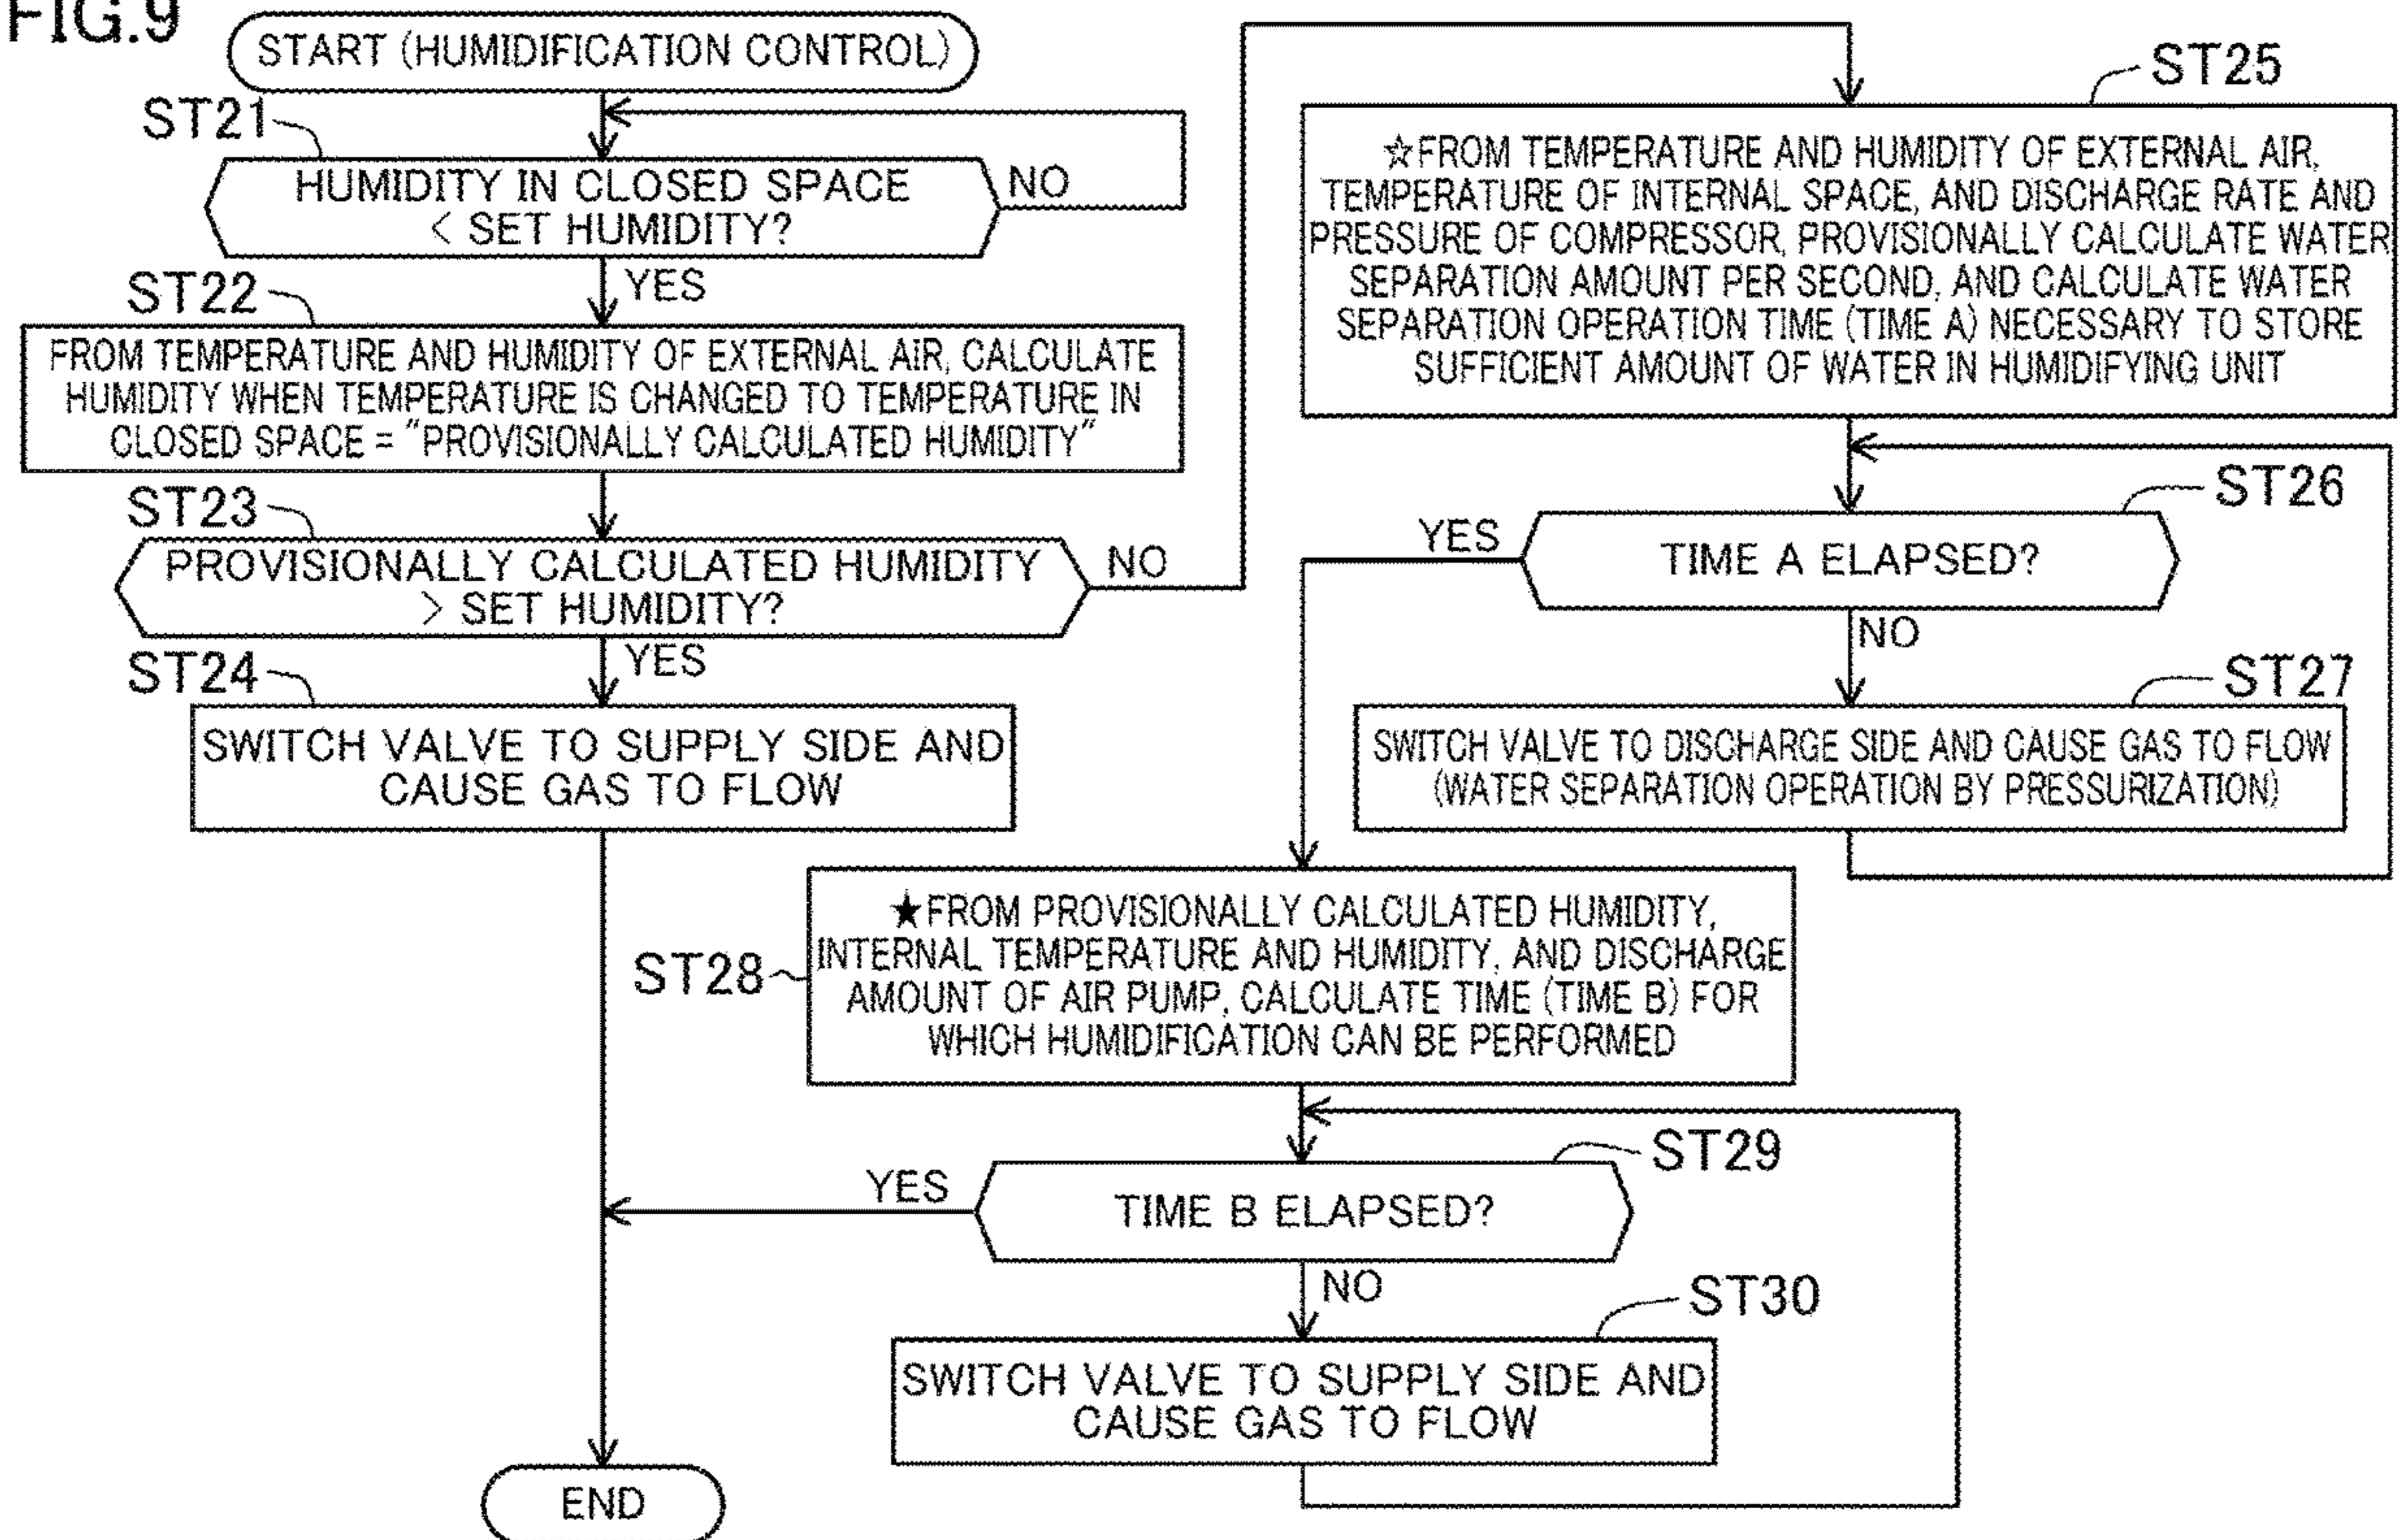 FIG.9
START (HUMIDIFICATION CONTROL)
ST21
HUMIDITY IN CLOSED SPACE
< SET HUMIDITY?
NO
YES
ST22
FROM TEMPERATURE AND HUMIDITY OF EXTERNAL AIR, CALCULATE
HUMIDITY WHEN TEMPERATURE IS CHANGED TO TEMPERATURE IN
CLOSED SPACE = "PROVISIONALLY CALCULATED HUMIDITY"
ST23
PROVISIONALLY CALCULATED HUMIDITY
> SET HUMIDITY?
NO
YES
ST24
SWITCH VALVE TO SUPPLY SIDE AND
CAUSE GAS TO FLOW
ST25
☆FROM TEMPERATURE AND HUMIDITY OF EXTERNAL AIR,
TEMPERATURE OF INTERNAL SPACE, AND DISCHARGE RATE AND
PRESSURE OF COMPRESSOR, PROVISIONALLY CALCULATE WATER
SEPARATION AMOUNT PER SECOND, AND CALCULATE WATER
SEPARATION OPERATION TIME (TIME A) NECESSARY TO STORE
SUFFICIENT AMOUNT OF WATER IN HUMIDIFYING UNIT
ST26
YES
TIME A ELAPSED?
NO
ST27
SWITCH VALVE TO DISCHARGE SIDE AND CAUSE GAS TO FLOW
(WATER SEPARATION OPERATION BY PRESSURIZATION)
ST28
★FROM PROVISIONALLY CALCULATED HUMIDITY,
INTERNAL TEMPERATURE AND HUMIDITY, AND DISCHARGE
AMOUNT OF AIR PUMP, CALCULATE TIME (TIME B) FOR
WHICH HUMIDIFICATION CAN BE PERFORMED
ST29
YES
TIME B ELAPSED?
NO
ST30
SWITCH VALVE TO SUPPLY SIDE AND
CAUSE GAS TO FLOW
END